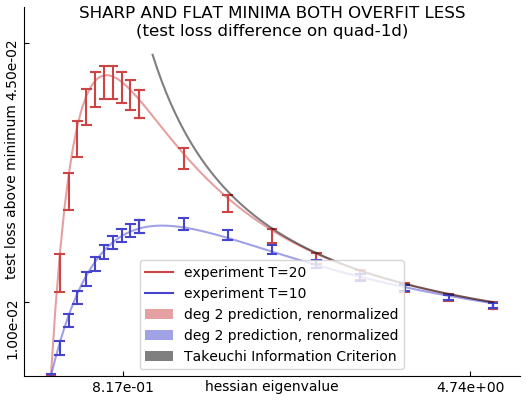 SHARP AND FLAT MINIMA BOTH OVERFIT LESS
(test loss difference on quad-1d)
test loss above minimum
4.50e-02
1.00e-02
experiment T=20
experiment T=10
deg 2 prediction, renormalized
deg 2 prediction, renormalized
Takeuchi Information Criterion
8.17e-01
hessian eigenvalue
4.74e+00